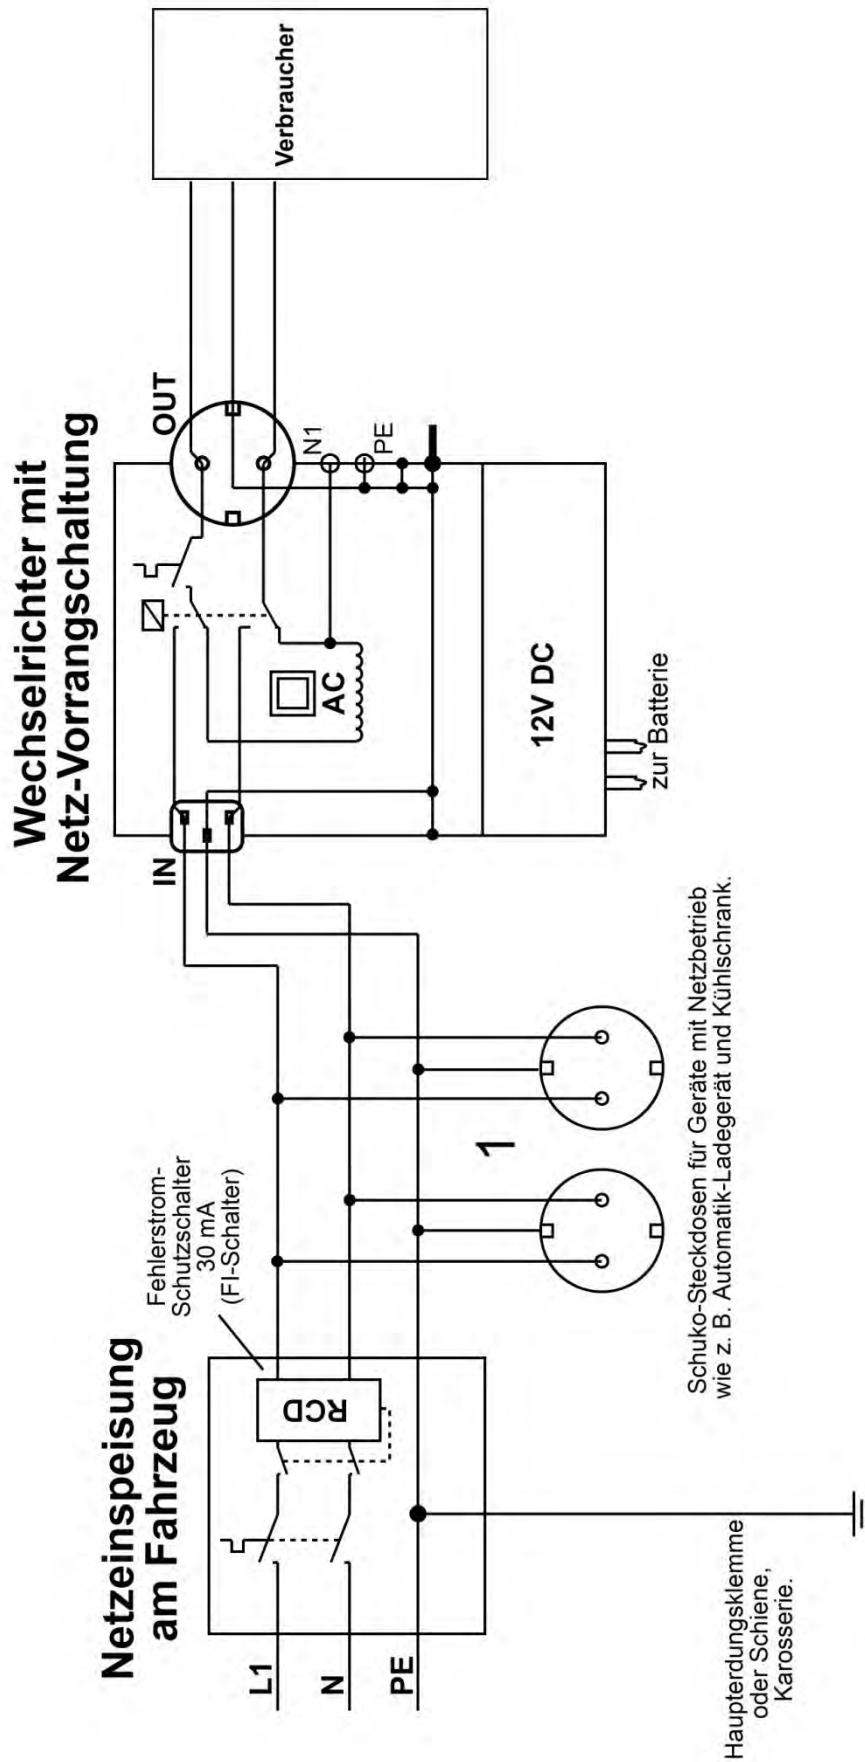 Netzeinspeisung
am Fahrzeug
Fehlerstrom-
Schutzschalter
30 mA
(FI-Schalter)
L1
N
PE
RCD
Haupterdungsklemme
oder Schiene,
Karosserie.
1
Schuko-Steckdosen für Geräte mit Netzbetrieb
wie z. B. Automatik-Ladegerät und Kühlschrank.
Wechselrichter mit
Netz-Vorrangschaltung
IN
OUT
AC
N1
PE
12V DC
zur Batterie
Verbraucher